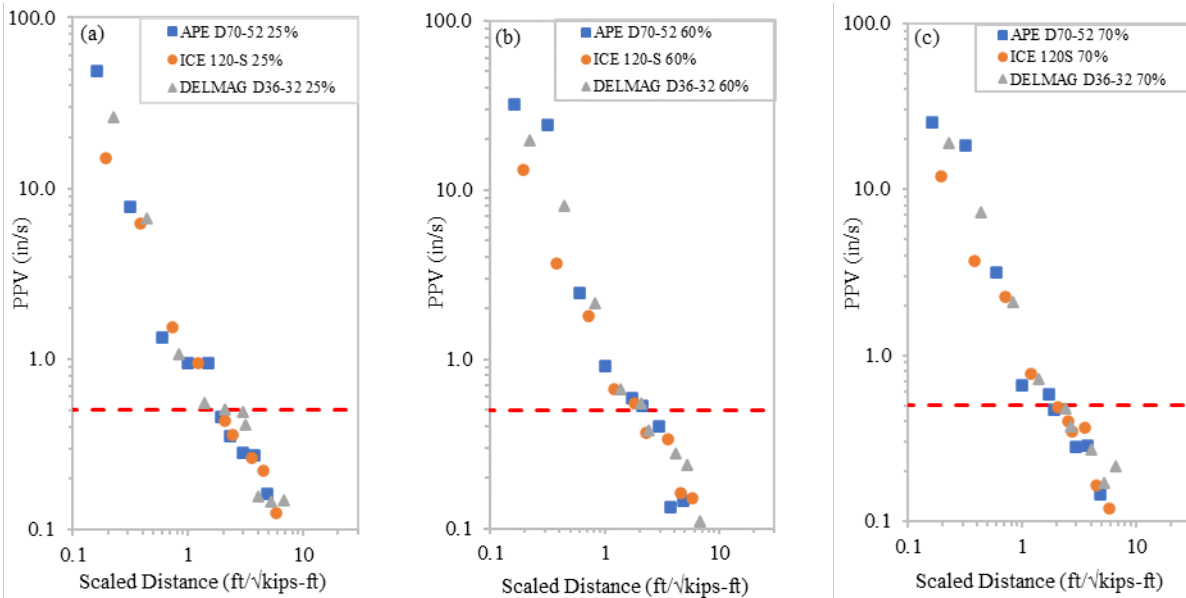 (a)
APE D70-52 25%
ICE 120-S 25%
DELMAG D36-32 25%
100.0
10.0
1.0
0.1
PPV (in/s)
0.1 1 10
Scaled Distance (ft/√kips-ft)
(b)
APE D70-52 60%
ICE 120-S 60%
DELMAG D36-32 60%
100.0
10.0
1.0
0.1
PPV (in/s)
0.1 1 10
Scaled Distance (ft/√kips-ft)
(c)
APE D70-52 70%
ICE 120S 70%
DELMAG D36-32 70%
100.0
10.0
1.0
0.1
PPV (in/s)
0.1 1 10
Scaled Distance (ft/√kips-ft)